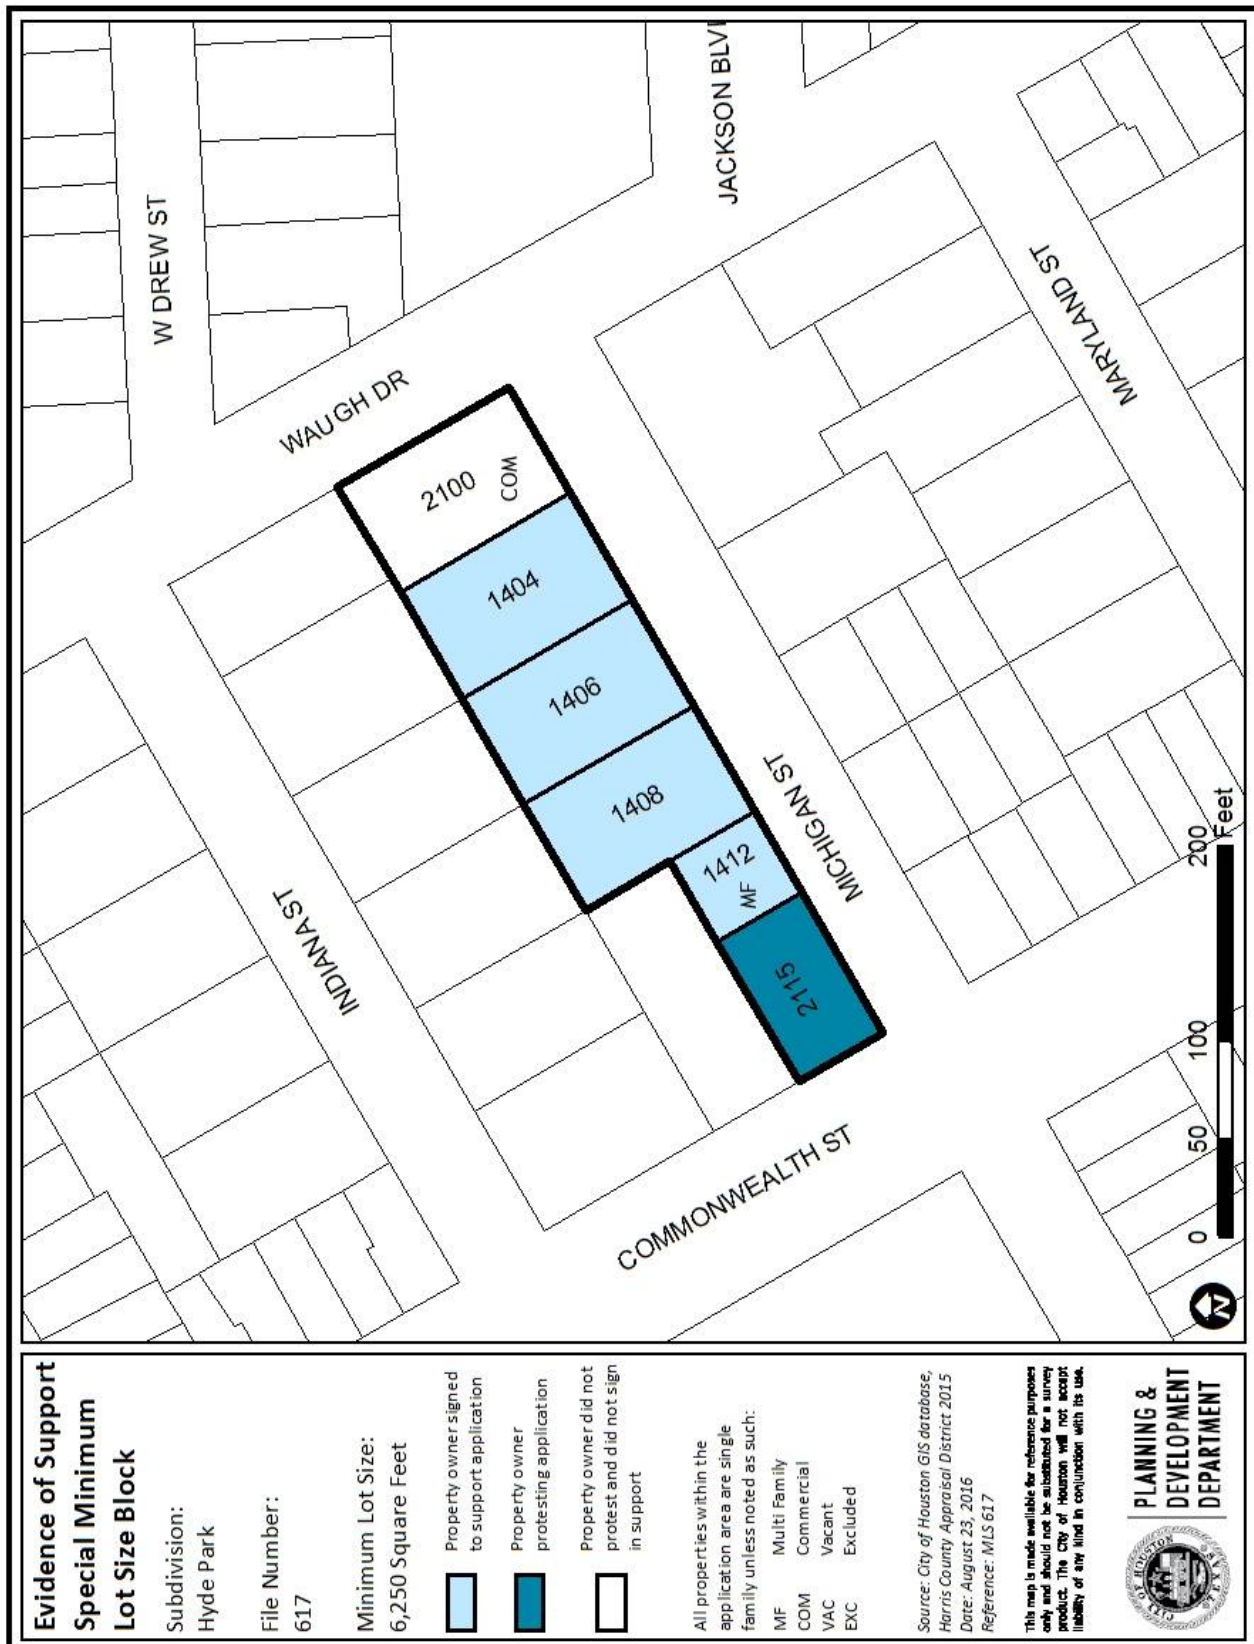 Evidence of Support
Special Minimum
Lot Size Block
Subdivision:
Hyde Park
File Number:
617
Minimum Lot Size:
6,250 Square Feet
Property owner signed
to support application
Property owner
protesting application
Property owner did not
protest and did not sign
in support
All properties within the
application area are single
family unless noted as such:
MF Multi Family
COM Commercial
VAC Vacant
EXC Excluded
Source: City of Houston GIS database,
Harris County Appraisal District 2015
Date: August 23, 2016
Reference: MLS 617
This map is made available for reference purposes
only and should not be substituted for a survey
product. The City of Houston will not accept
liability of any kind in conjunction with its use.
CITY OF HOUSTON
TEXAS
PLANNING &
DEVELOPMENT
DEPARTMENT
W DREW ST
JACKSON BLV
WAUGH DR
INDIANA ST
MARYLAND ST
MICHIGAN ST
COMMONWEALTH ST
2100
COM
1404
1406
1408
1412
MF
2115
N
0 50 100 200
Feet